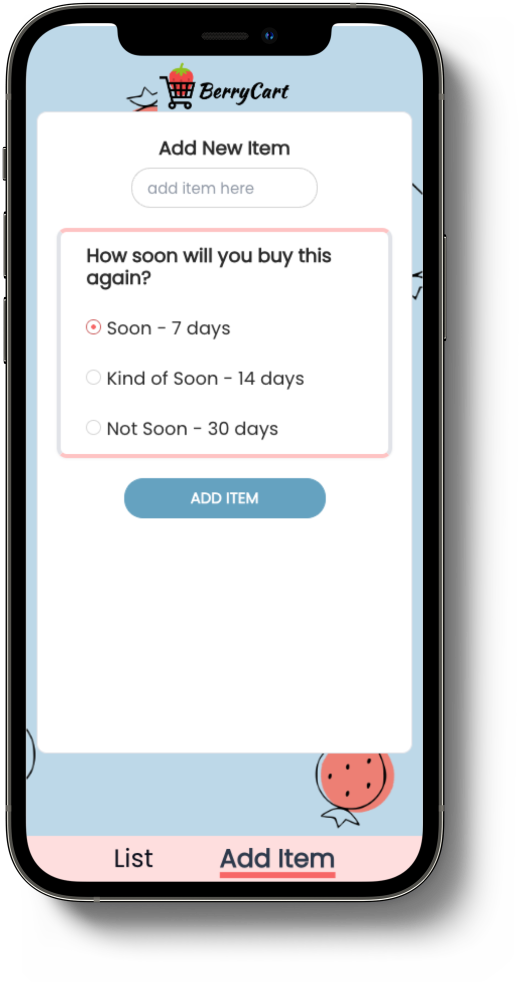 BerryCart
Add New Item
add item here
How soon will you buy this
again?
Soon - 7 days
Kind of Soon - 14 days
Not Soon - 30 days
ADD ITEM
List
Add Item